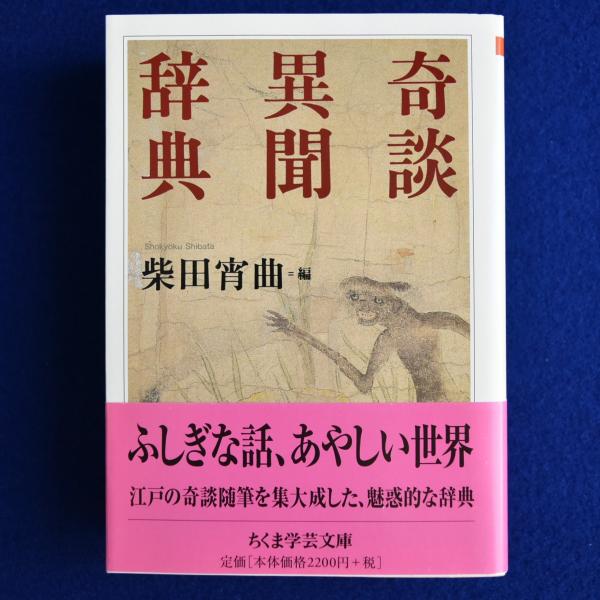 奇談
異聞
辞典
Shokyoku Shibata
柴田宵曲=編
ふしぎな話、あやしい世界
江戸の奇談随筆を集大成した、魅惑的な辞典
ちくま学芸文庫
定価[本体価格2200円+税]